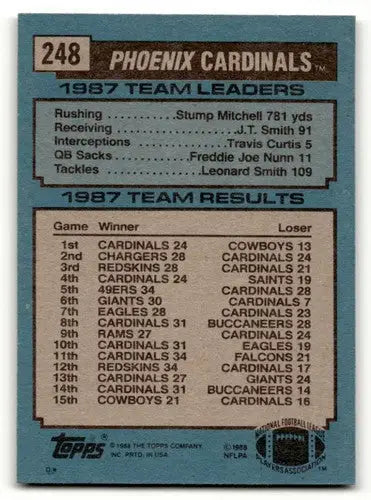 248 PHOENIX CARDINALS™
1987 TEAM LEADERS
Rushing ..................Stump Mitchell 781 yds
Receiving ..........................J.T. Smith 91
Interceptions .................Travis Curtis 5
QB Sacks.................Freddie Joe Nunn 11
Tackles .....................Leonard Smith 109
1987 TEAM RESULTS
Game Winner Loser
1st CARDINALS 24 COWBOYS 13
2nd CHARGERS 28 CARDINALS 24
3rd REDSKINS 28 CARDINALS 21
4th CARDINALS 24 SAINTS 19
5th 49ERS 34 CARDINALS 28
6th GIANTS 30 CARDINALS 7
7th EAGLES 28 CARDINALS 23
8th CARDINALS 31 BUCCANEERS 28
9th RAMS 27 CARDINALS 24
10th CARDINALS 31 EAGLES 19
11th CARDINALS 34 FALCONS 21
12th REDSKINS 34 CARDINALS 17
13th CARDINALS 27 GIANTS 24
14th CARDINALS 31 BUCCANEERS 14
15th COWBOYS 21 CARDINALS 16
Topps ® © 1988 THE TOPPS COMPANY,
INC. PRTD. IN USA.
© 1988
NFLPA
NATIONAL FOOTBALL LEAGUE
PLAYERS ASSOCIATION
D*